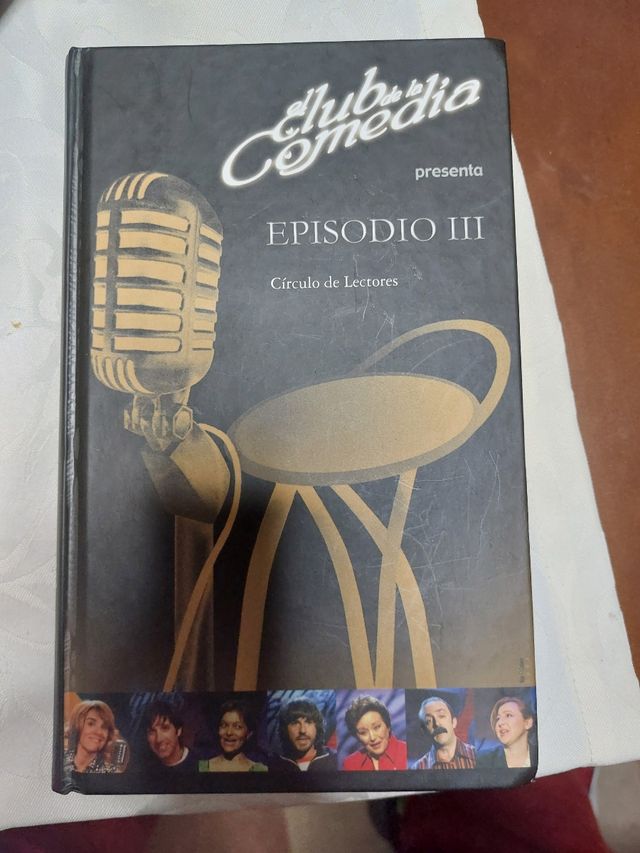 el Club de la
Comedia
presenta
EPISODIO III
Círculo de Lectores